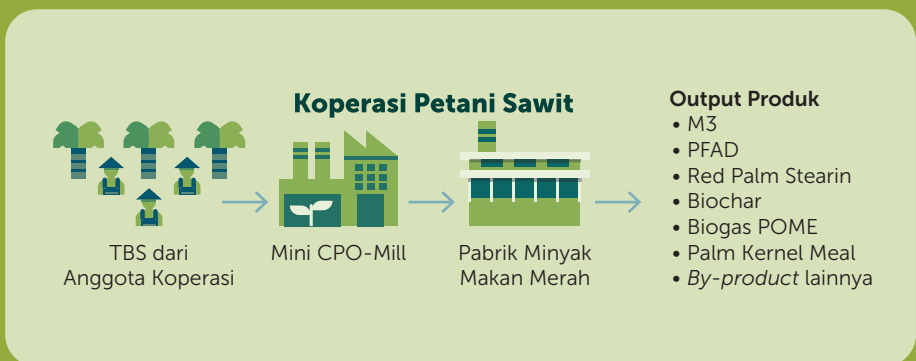 Koperasi Petani Sawit
TBS dari
Anggota Koperasi
Mini CPO-Mill
Pabrik Minyak
Makan Merah
Output Produk
• M3
• PFAD
• Red Palm Stearin
• Biochar
• Biogas POME
• Palm Kernel Meal
• By-product lainnya